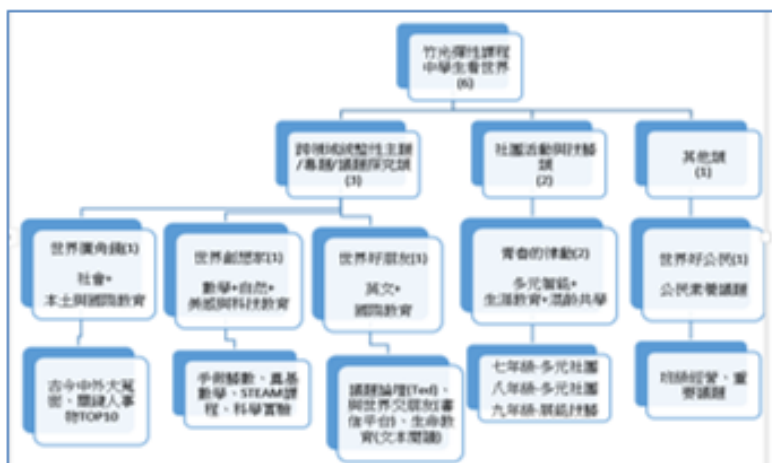 竹光彈性課程
中學生看世界
(6)
跨領域統整性主題
/專題/議題探究類
(3)
社團活動與技藝
類
(2)
其他類
(1)
世界廣角鏡(1)
社會+
本土與國際教育
世界創想家(1)
數學+自然+
美感與科技教育
世界好朋友(1)
英文+
國際教育
青春的律動(2)
多元智能+
生涯教育+混齡共學
世界好公民(1)
公民素養議題
古今中外大蒐
密、關鍵人事
物TOP10
手做藝數、奠基
數學、STEAM課
程、科學實驗
議題論壇(Ted)、
與世界交朋友(書
信平台)、生命教
育(文本閱讀)
七年級-多元社團
八年級-多元社團
九年級-展能技藝
班級經營、重
要議題